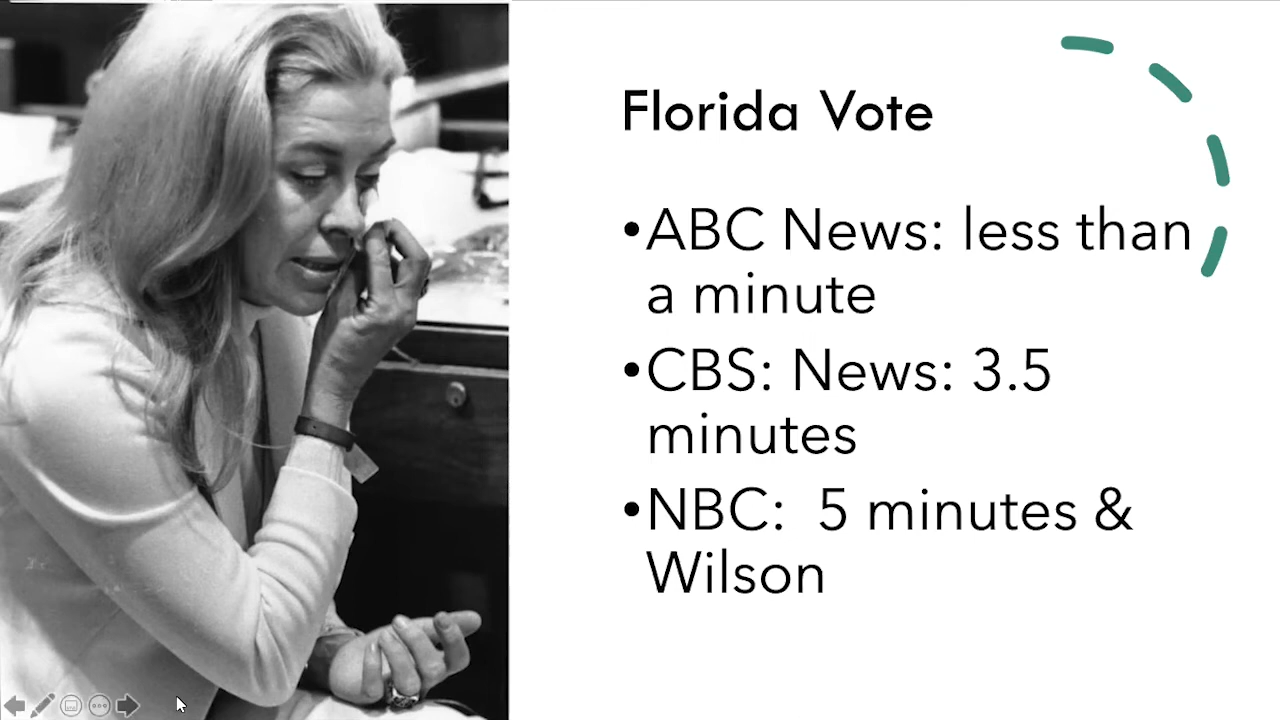 Florida Vote
•ABC News: less than
a minute
•CBS: News: 3.5
minutes
•NBC:  5 minutes &
Wilson